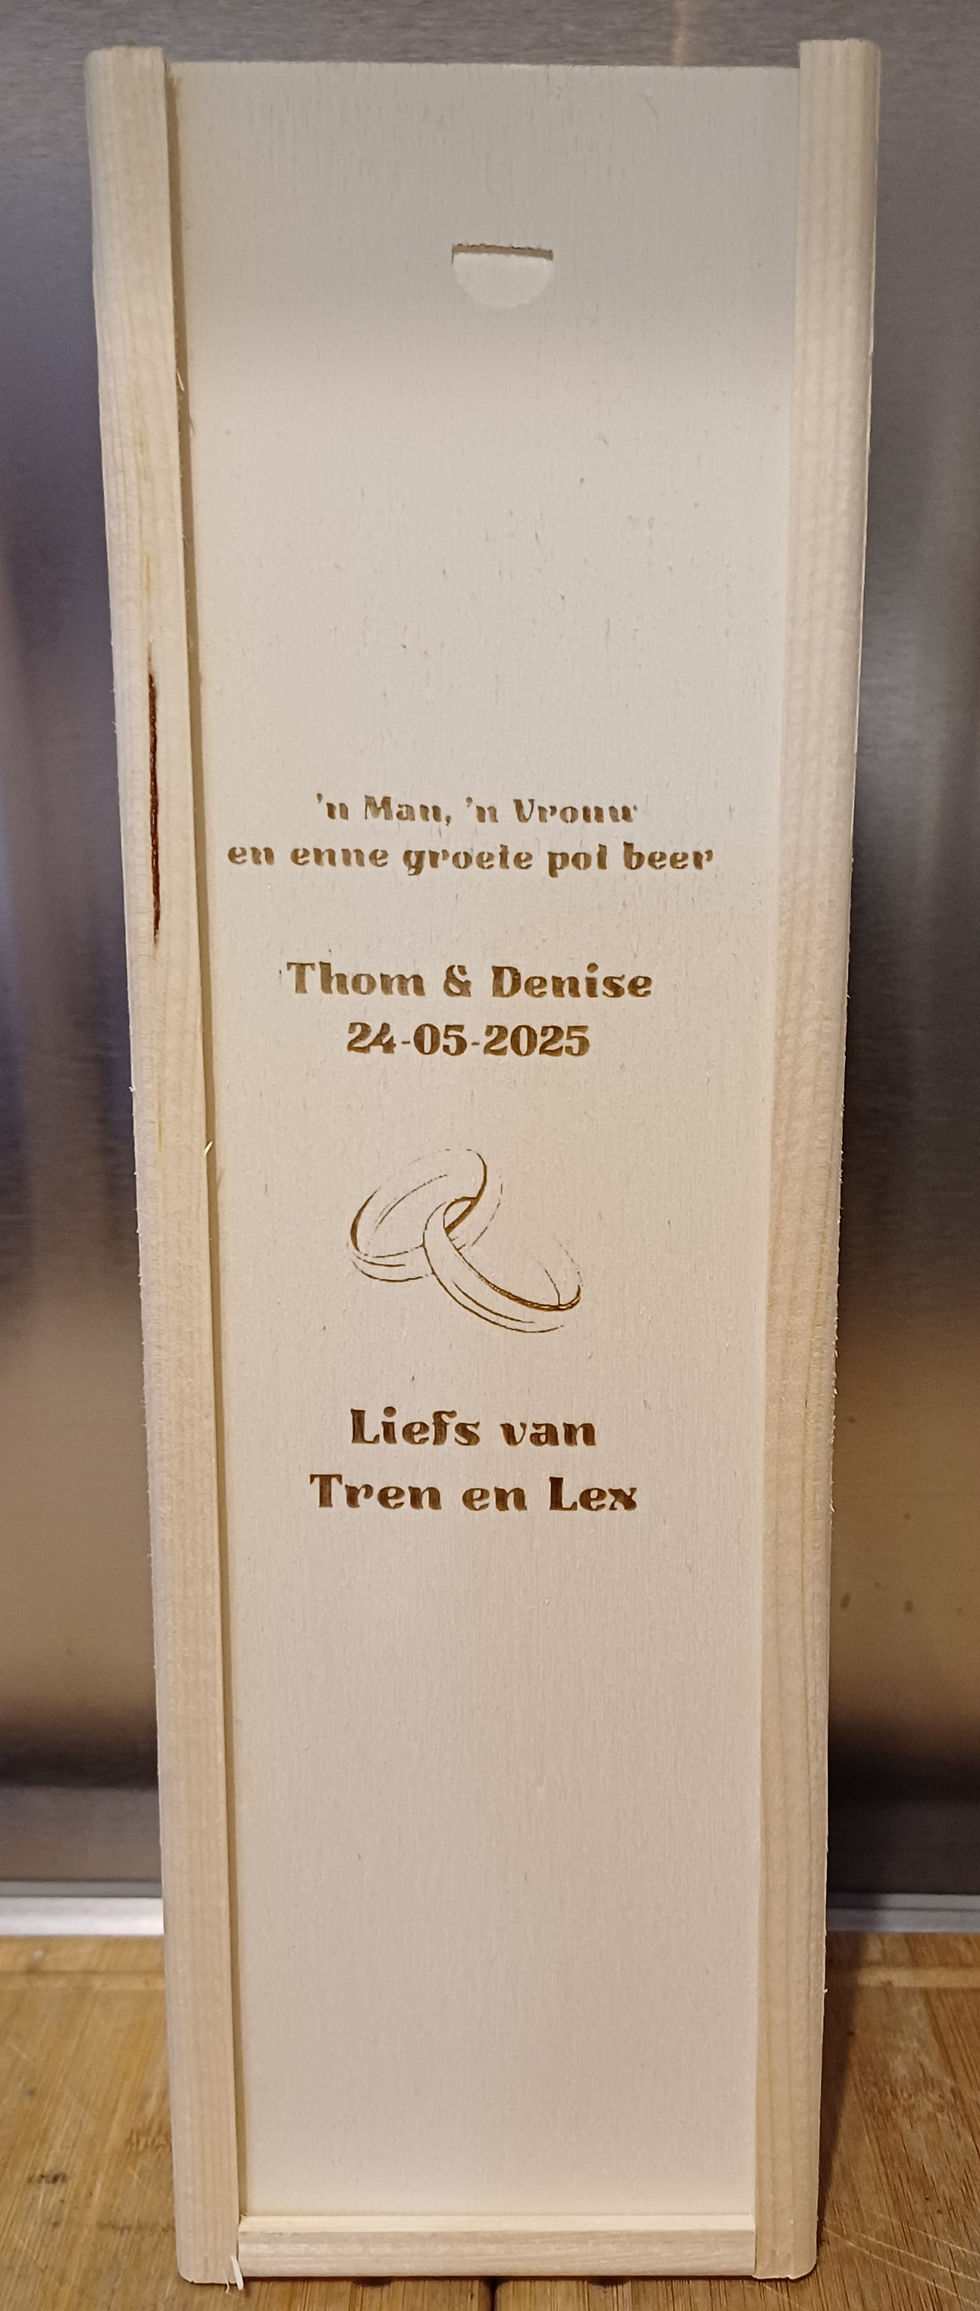 'n Man, 'n Vrouw
en enne groete pot beer
Thom & Denise
24-05-2025
Liefs van
Tren en Lex